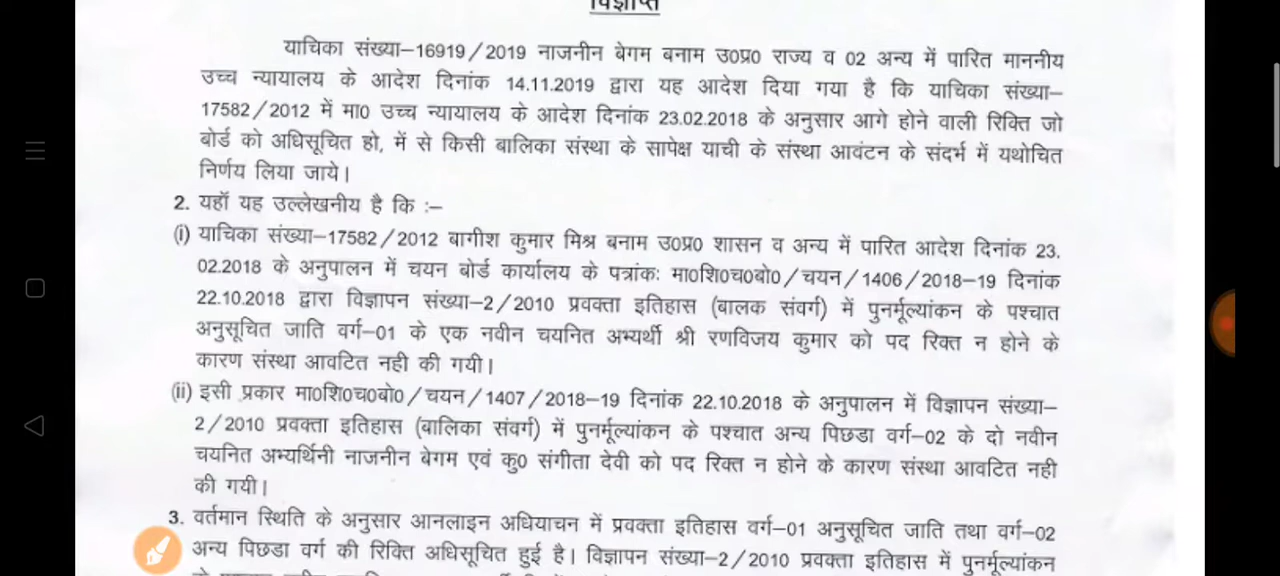 विज्ञप्ति
याचिका संख्या–16919/2019 नाजनीन बेगम बनाम उ0प्र0 राज्य व 02 अन्य में पारित माननीय
उच्च न्यायालय के आदेश दिनांक 14.11.2019 द्वारा यह आदेश दिया गया है कि याचिका संख्या–
17582/2012 में मा0 उच्च न्यायालय के आदेश दिनांक 23.02.2018 के अनुसार आगे होने वाली रिक्ति जो
बोर्ड को अधिसूचित हो, में से किसी बालिका संस्था के सापेक्ष याची के संस्था आवंटन के संदर्भ में यथोचित
निर्णय लिया जाये।
2. यहाँ यह उल्लेखनीय है कि :–
(i) याचिका संख्या–17582/2012 बागीश कुमार मिश्र बनाम उ0प्र0 शासन व अन्य में पारित आदेश दिनांक 23.
02.2018 के अनुपालन में चयन बोर्ड कार्यालय के पत्रांकः मा0शि0च0बो0/चयन/1406/2018–19 दिनांक
22.10.2018 द्वारा विज्ञापन संख्या–2/2010 प्रवक्ता इतिहास (बालक संवर्ग) में पुनर्मूल्यांकन के पश्चात
अनुसूचित जाति वर्ग–01 के एक नवीन चयनित अभ्यर्थी श्री रणविजय कुमार को पद रिक्त न होने के
कारण संस्था आवटित नही की गयी।
(ii) इसी प्रकार मा0शि0च0बो0/चयन/1407/2018–19 दिनांक 22.10.2018 के अनुपालन में विज्ञापन संख्या–
2/2010 प्रवक्ता इतिहास (बालिका संवर्ग) में पुनर्मूल्यांकन के पश्चात अन्य पिछडा वर्ग–02 के दो नवीन
चयनित अभ्यर्थिनी नाजनीन बेगम एवं कु0 संगीता देवी को पद रिक्त न होने के कारण संस्था आवटित नही
की गयी।
3. वर्तमान स्थिति के अनुसार आनलाइन अधियाचन में प्रवक्ता इतिहास वर्ग–01 अनुसूचित जाति तथा वर्ग–02
अन्य पिछडा वर्ग की रिक्ति अधिसूचित हुई है। विज्ञापन संख्या–2/2010 प्रवक्ता इतिहास में पुनर्मूल्यांकन